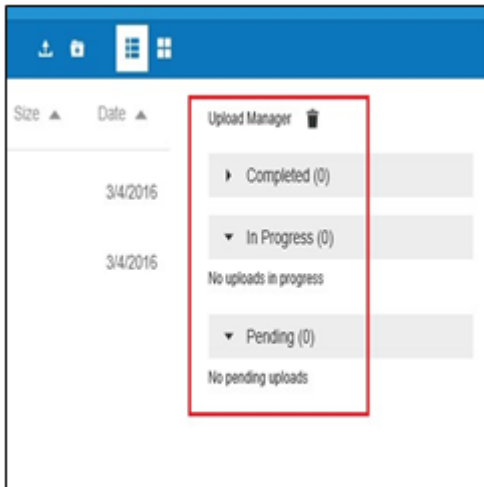 Size Date
3/4/2016
3/4/2016
Upload Manager
Completed (0)
In Progress (0)
No uploads in progress
Pending (0)
No pending uploads